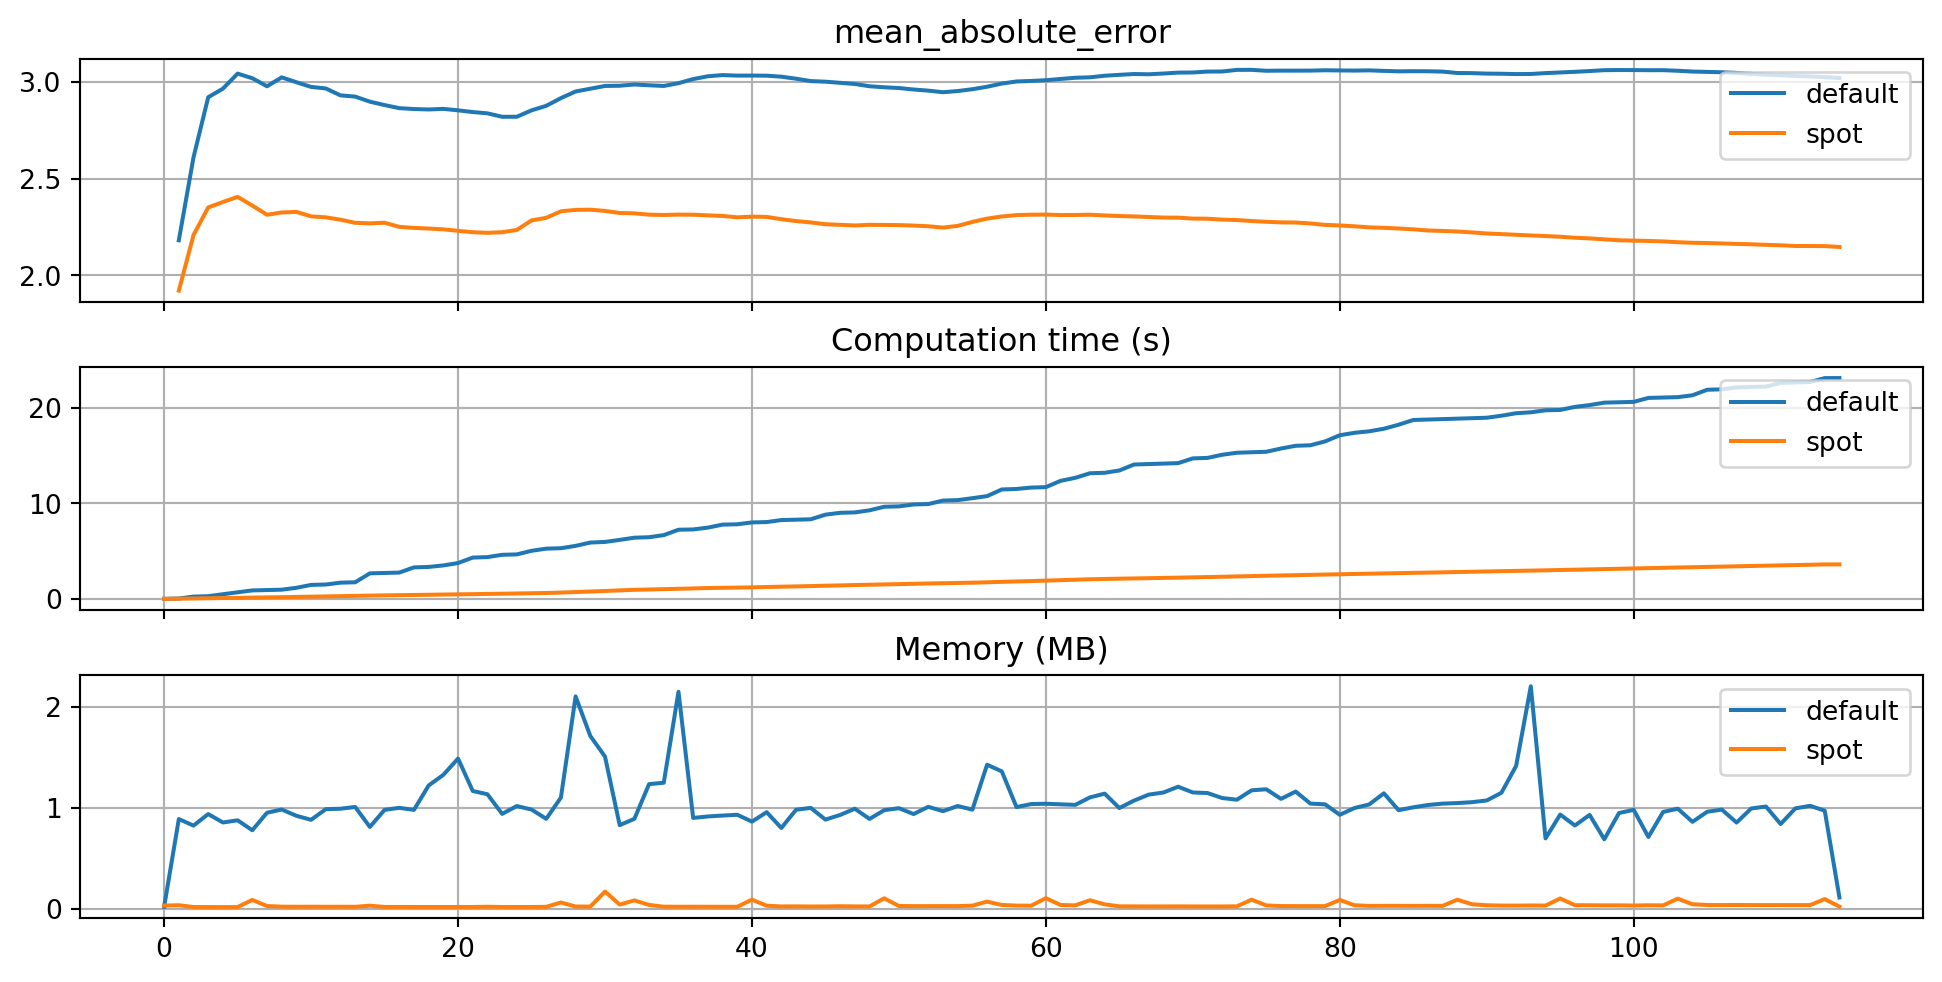 mean_absolute_error
3.0
2.5
2.0
default
spot
Computation time (s)
20
10
0
default
spot
Memory (MB)
2
1
0
default
spot
0 20 40 60 80 100